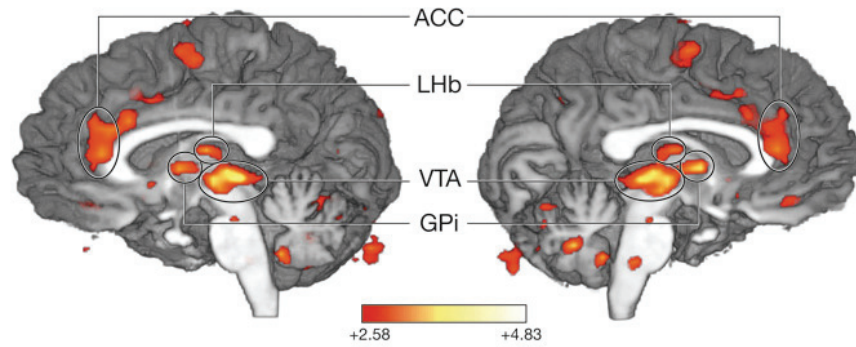 ACC
LHb
VTA
GPi
+2.58 +4.83